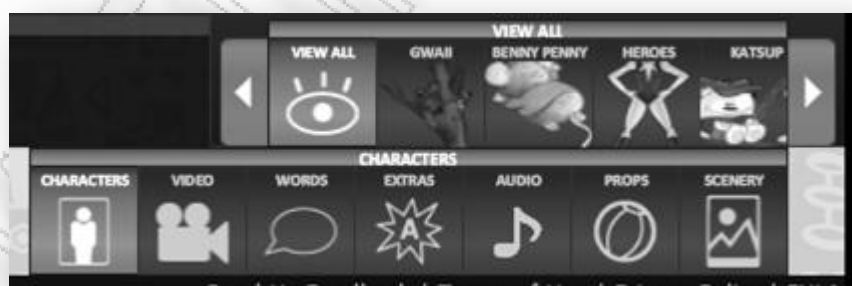 VIEW ALL
VIEW ALL GWAII BENNY PENNY HEROES KATSUP
CHARACTERS
CHARACTERS VIDEO WORDS EXTRAS AUDIO PROPS SCENERY
A